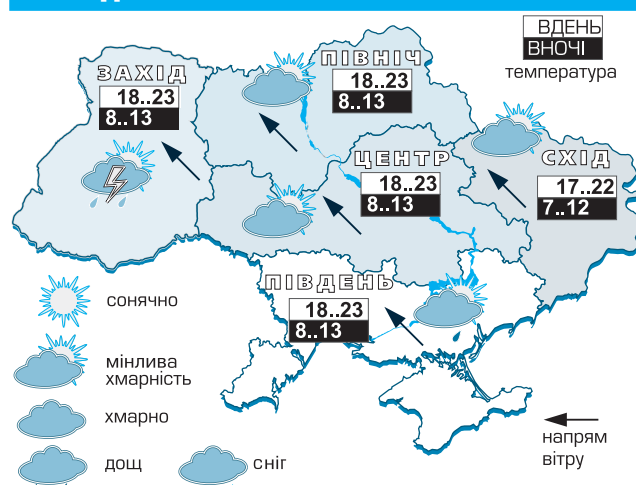 ВДЕНЬ
ВНОЧІ
температура
ЗАХІД
18..23
8..13
ПІВНІЧ
18..23
8..13
ЦЕНТР
18..23
8..13
СХІД
17..22
7..12
ПІВДЕНЬ
18..23
8..13
сонячно
мінлива
хмарність
хмарно
дощ
сніг
напрям
вітру